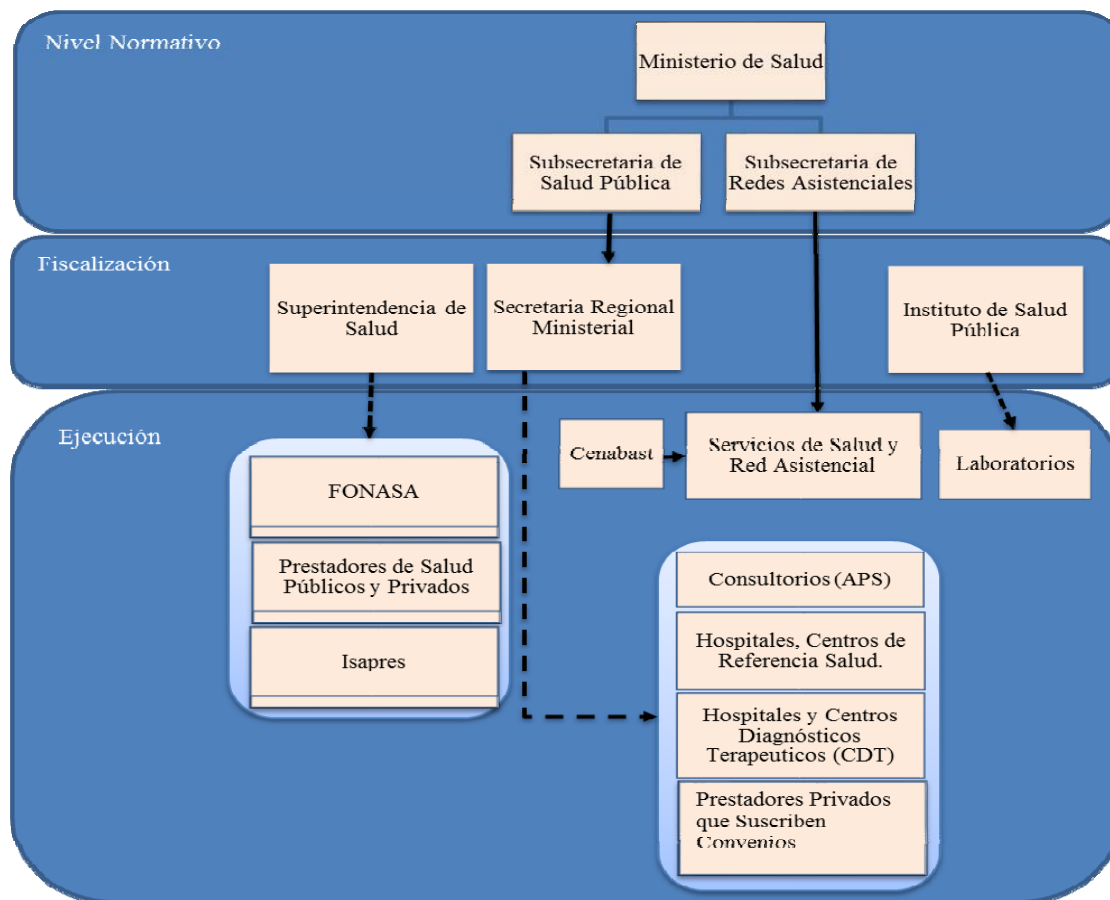 Nivel Normativo
Ministerio de Salud
Subsecretaria de
Salud Pública
Subsecretaria de
Redes Asistenciales
Fiscalización
Superintendencia de
Salud
Secretaria Regional
Ministerial
Instituto de Salud
Pública
Ejecución
Cenabast
Servicios de Salud y
Red Asistencial
Laboratorios
FONASA
Prestadores de Salud
Públicos y Privados
Isapres
Consultorios (APS)
Hospitales, Centros de
Referencia Salud.
Hospitales y Centros
Diagnósticos
Terapeuticos (CDT)
Prestadores Privados
que Suscriben
Convenios